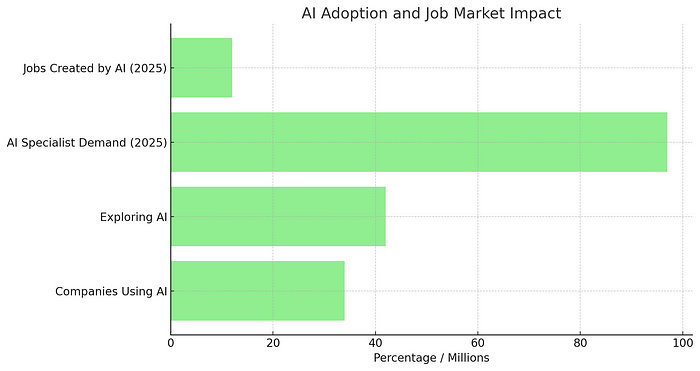 AI Adoption and Job Market Impact
Jobs Created by AI (2025)
AI Specialist Demand (2025)
Exploring AI
Companies Using AI
0 20 40 60 80 100
Percentage / Millions